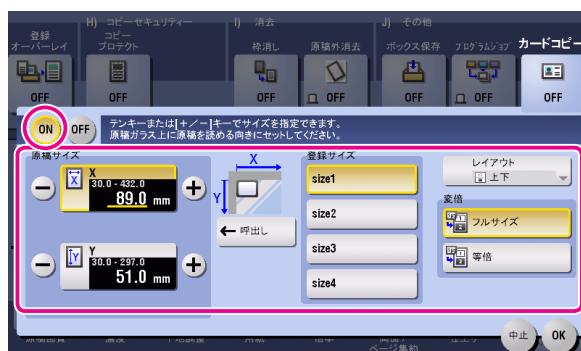 H) コピーセキュリティー
I) 消去
J) その他
登録
オーバーレイ
コピー
プロテクト
枠消し
原稿外消去
ボックス保存
プログラムジョブ
カードコピー
OFF
OFF
OFF
OFF
OFF
OFF
OFF
ON
OFF
テンキーまたは[+/-]キーでサイズを指定できます。
原稿ガラス上に原稿を読める向きにセットしてください。
原稿サイズ
X
30.0 - 432.0
89.0 mm
Y
30.0 - 297.0
51.0 mm
X
Y
呼出し
登録サイズ
size1
size2
size3
size4
レイアウト
上下
変倍
フルサイズ
等倍
ページ集約
中止
OK